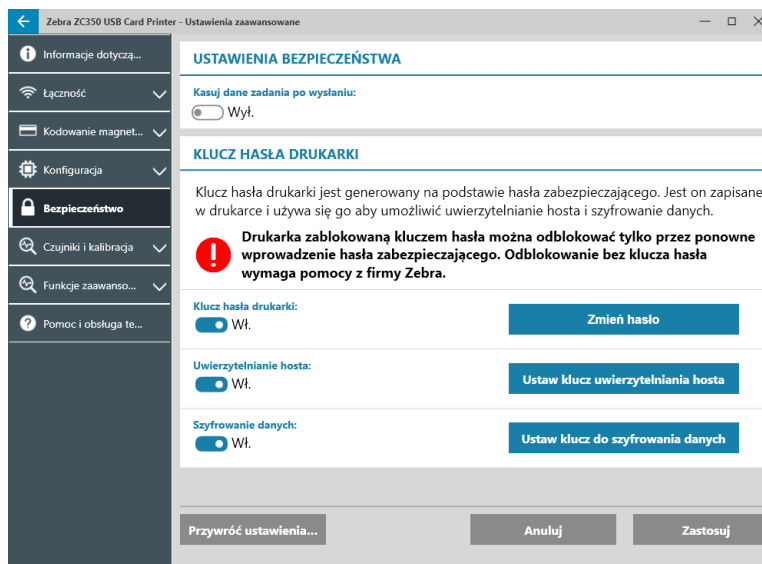 Zebra ZC350 USB Card Printer - Ustawienia zaawansowane
Informacje dotyczą...
Łączność
Kodowanie magnet...
Konfiguracja
Bezpieczeństwo
Czujniki i kalibracja
Funkcje zaawanso...
Pomoc i obsługa te...
USTAWIENIA BEZPIECZEŃSTWA
Kasuj dane zadania po wysłaniu:
Wył.
KLUCZ HASŁA DRUKARKI
Klucz hasła drukarki jest generowany na podstawie hasła zabezpieczającego. Jest on zapisane
w drukarce i używa się go aby umożliwić uwierzytelnianie hosta i szyfrowanie danych.
Drukarka zablokowaną kluczem hasła można odblokować tylko przez ponowne
wprowadzenie hasła zabezpieczającego. Odblokowanie bez klucza hasła
wymaga pomocy z firmy Zebra.
Klucz hasła drukarki:
Wł.
Zmień hasło
Uwierzytelnianie hosta:
Wł.
Ustaw klucz uwierzytelniania hosta
Szyfrowanie danych:
Wł.
Ustaw klucz do szyfrowania danych
Przywróć ustawienia...
Anuluj
Zastosuj